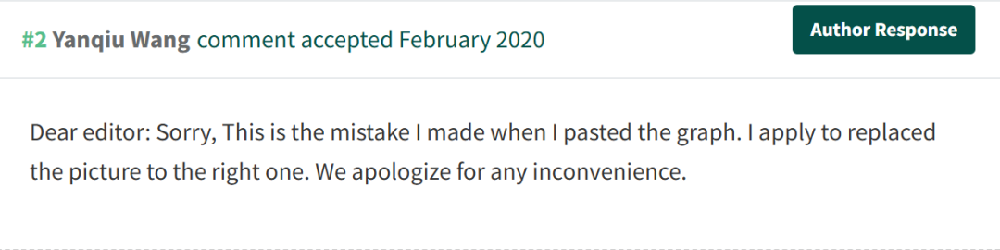 #2 Yanqiu Wang comment accepted February 2020
Author Response
Dear editor: Sorry, This is the mistake I made when I pasted the graph. I apply to replaced
the picture to the right one. We apologize for any inconvenience.